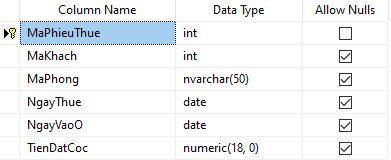 Column Name Data Type Allow Nulls
MaPhieuThue int
MaKhach int
MaPhong nvarchar(50)
NgayThue date
NgayVaoO date
TienDatCoc numeric(18, 0)